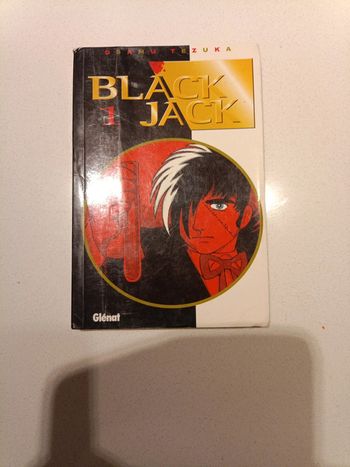 OSAMU TEZUKA
BLACK
1 JACK
Glénat